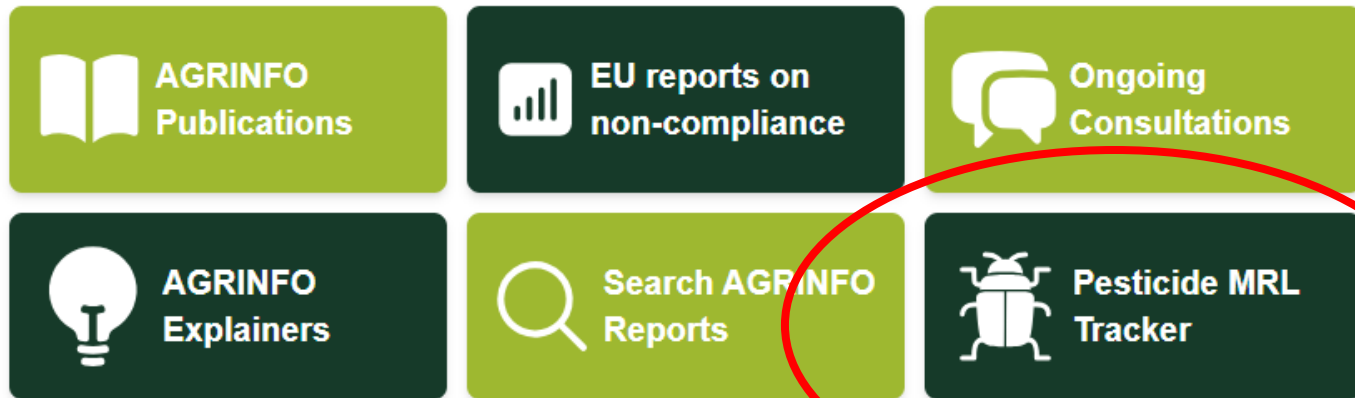 AGRINFO
Publications
EU reports on
non-compliance
Ongoing
Consultations
AGRINFO
Explainers
Search AGRINFO
Reports
Pesticide MRL
Tracker